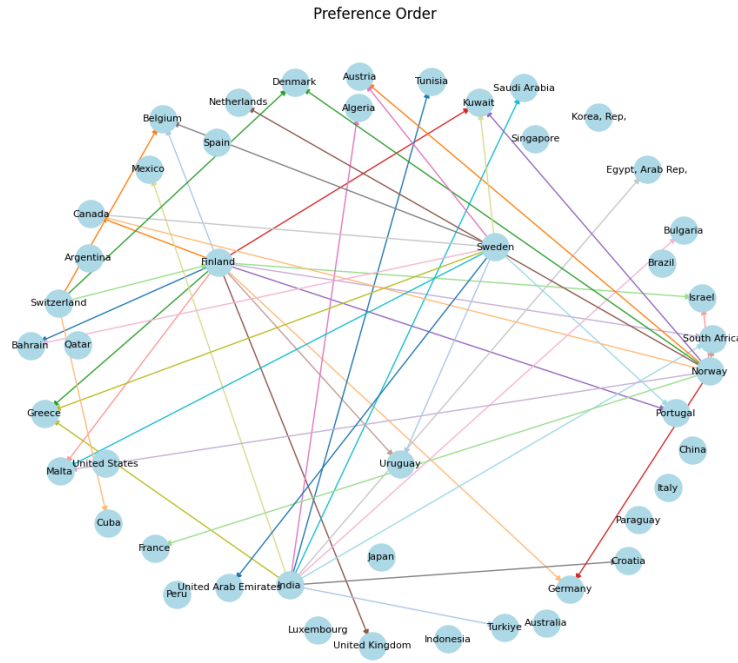 Preference Order
Austria
Tunisia
Denmark
Saudi Arabia
Netherlands
Kuwait
Algeria
Korea, Rep,
Belgium
Singapore
Spain
Mexico
Egypt, Arab Rep,
Canada
Bulgaria
Sweden
Argentina
Finland
Brazil
Switzerland
Israel
South Africa
Bahrain
Qatar
Norway
Greece
Portugal
China
United States
Uruguay
Malta
Italy
Cuba
Paraguay
France
Japan
Croatia
United Arab Emirates
India
Germany
Peru
Australia
Turkiye
Luxembourg
Indonesia
United Kingdom